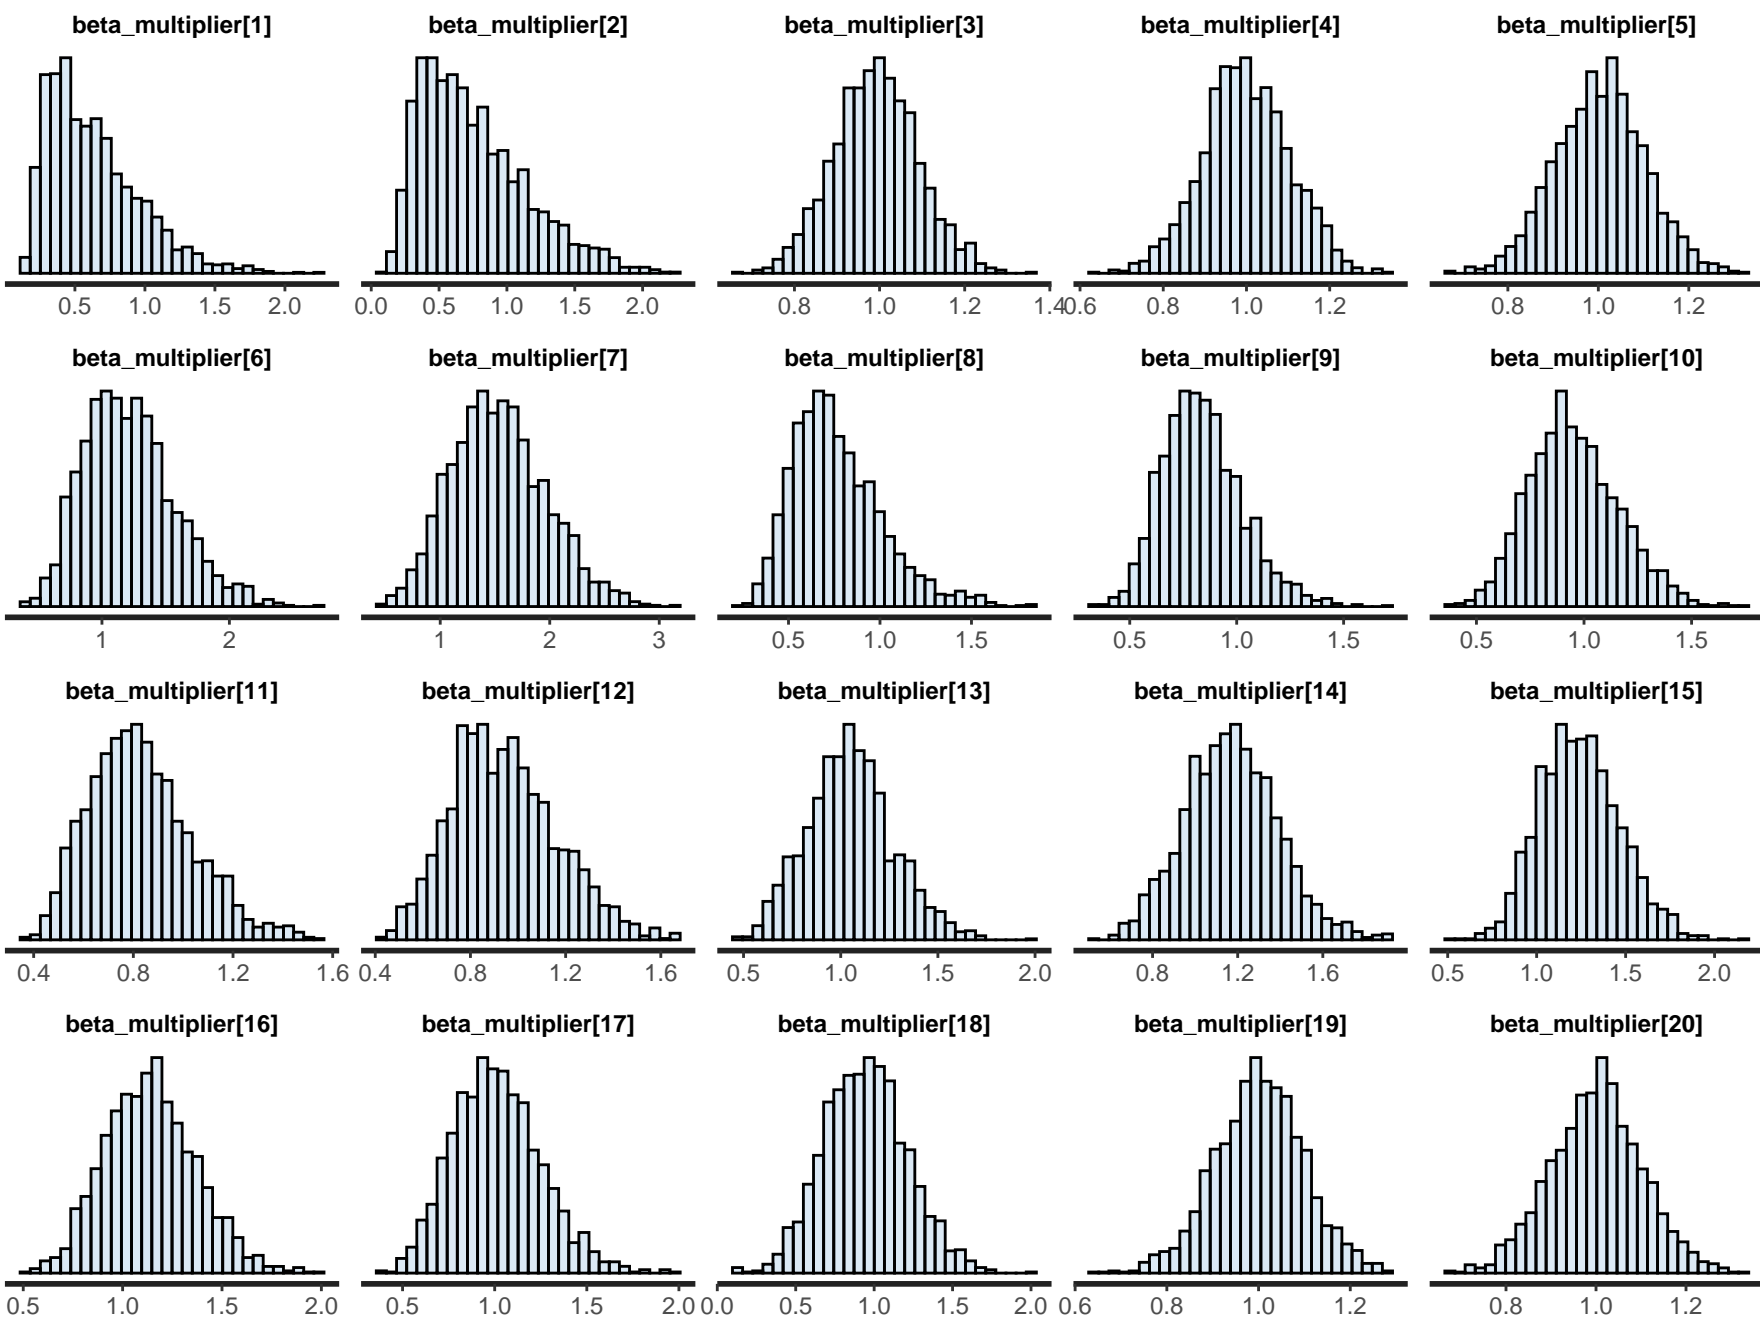 beta_multiplier[1] beta_multiplier[2] beta_multiplier[3] beta_multiplier[4] beta_multiplier[5]
0.5 1.0 1.5 2.0 0.0 0.5 1.0 1.5 2.0 0.8 1.0 1.2 1.4 0.6 0.8 1.0 1.2 0.8 1.0 1.2
beta_multiplier[6] beta_multiplier[7] beta_multiplier[8] beta_multiplier[9] beta_multiplier[10]
1 2 1 2 3 0.5 1.0 1.5 0.5 1.0 1.5 0.5 1.0 1.5
beta_multiplier[11] beta_multiplier[12] beta_multiplier[13] beta_multiplier[14] beta_multiplier[15]
0.4 0.8 1.2 1.6 0.4 0.8 1.2 1.6 0.5 1.0 1.5 2.0 0.8 1.2 1.6 0.5 1.0 1.5 2.0
beta_multiplier[16] beta_multiplier[17] beta_multiplier[18] beta_multiplier[19] beta_multiplier[20]
0.5 1.0 1.5 2.0 0.5 1.0 1.5 2.0 0.0 0.5 1.0 1.5 2.0 0.6 0.8 1.0 1.2 0.8 1.0 1.2